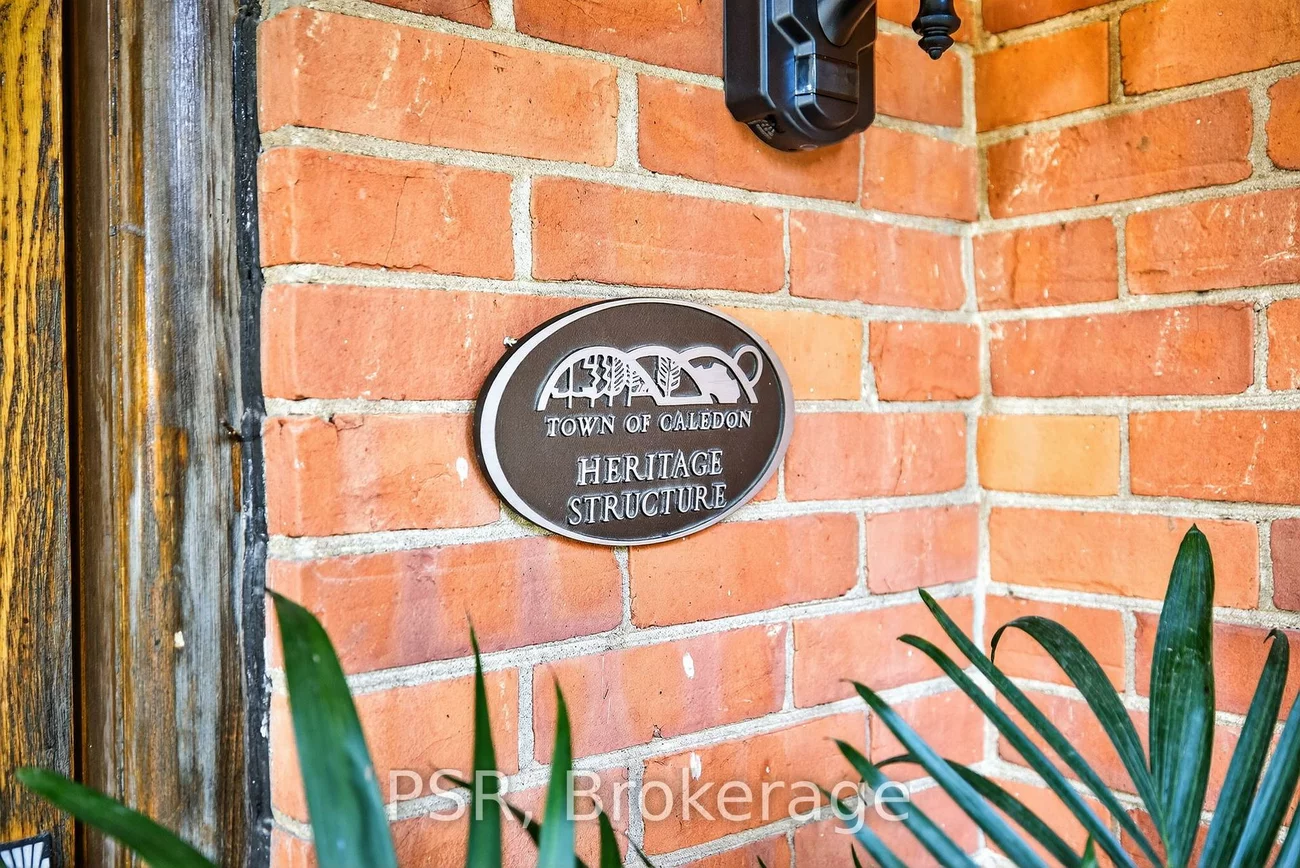 TOWN OF CALEDON
HERITAGE
STRUCTURE
PSR, Brokerage